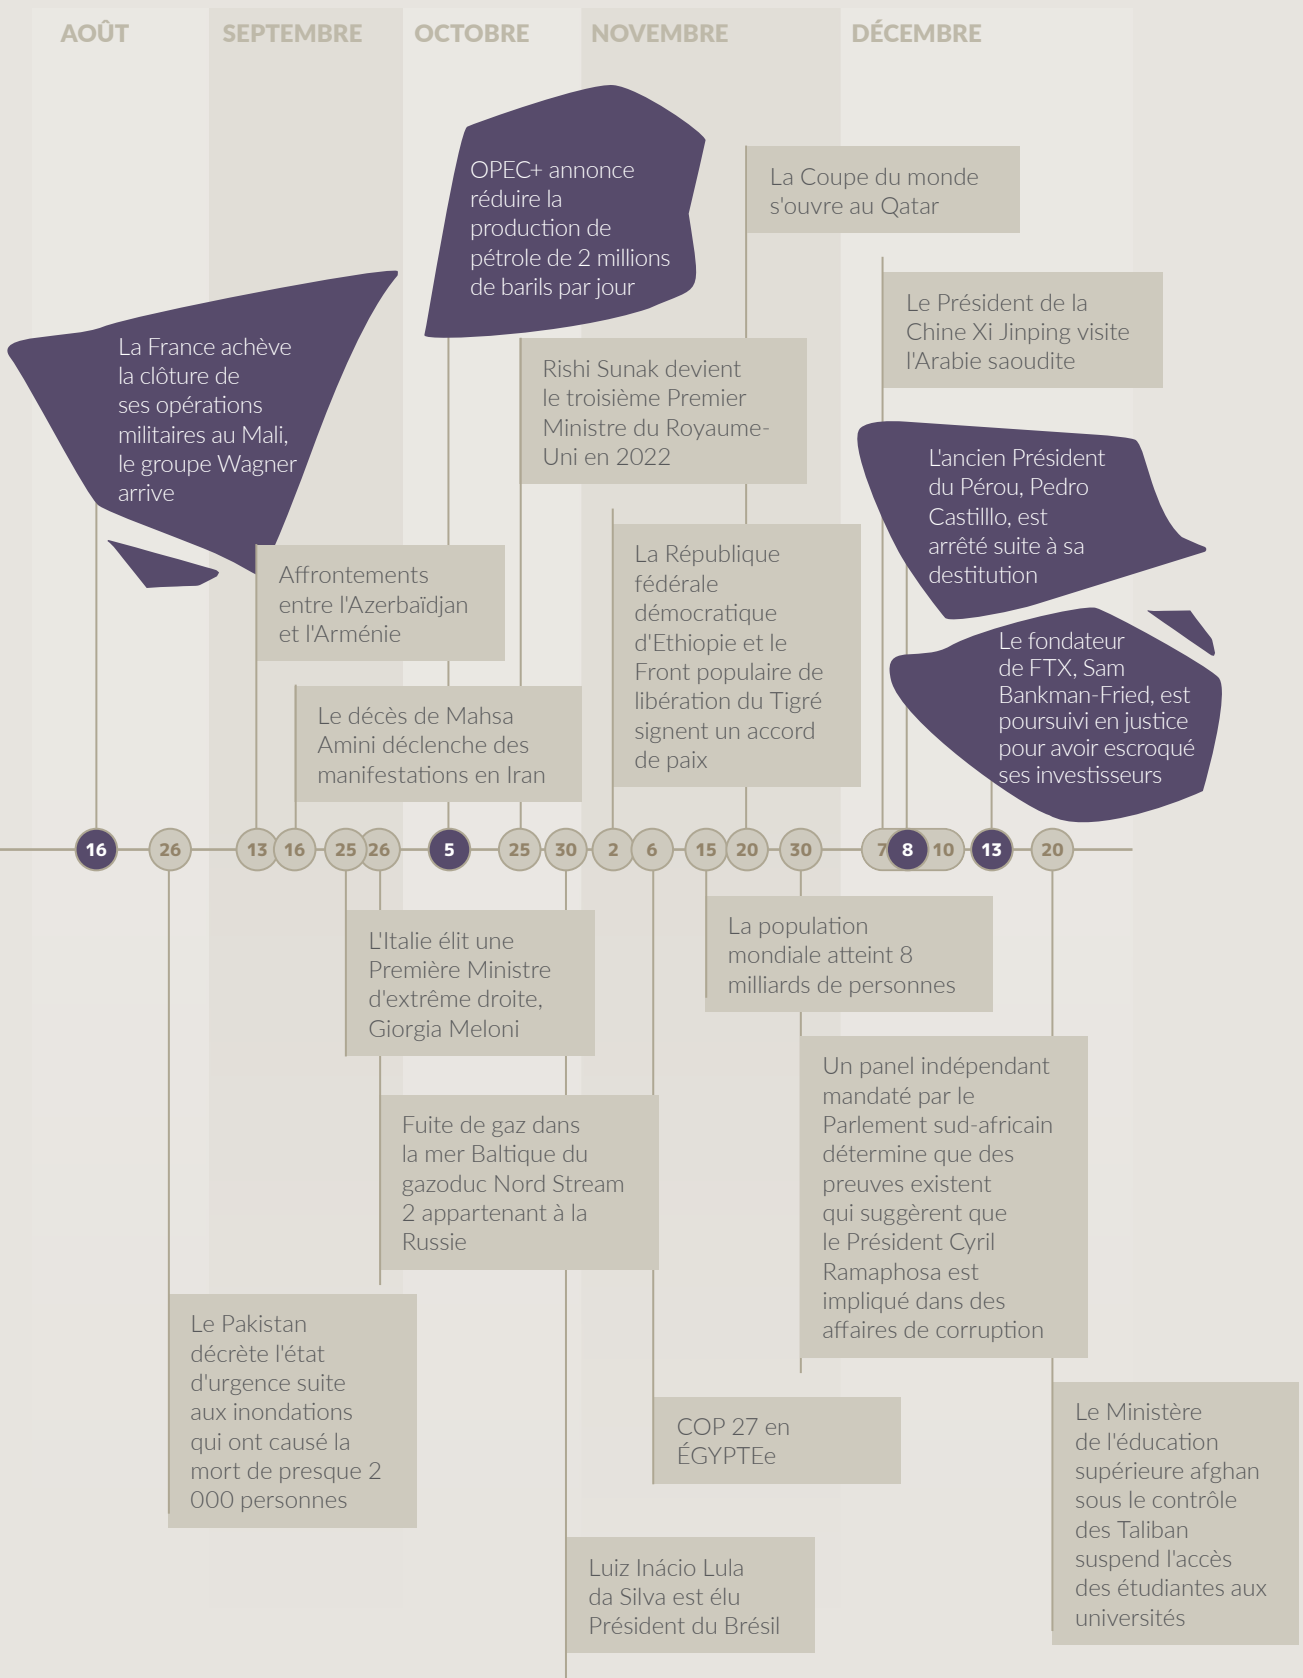 AOÛT
SEPTEMBRE
OCTOBRE
NOVEMBRE
DÉCEMBRE
OPEC+ annonce
réduire la
production de
pétrole de 2 millions
de barils par jour
La Coupe du monde
s'ouvre au Qatar
Le Président de la
Chine Xi Jinping visite
l'Arabie saoudite
La France achève
la clôture de
ses opérations
militaires au Mali,
le groupe Wagner
arrive
Rishi Sunak devient
le troisième Premier
Ministre du Royaume-
Uni en 2022
L'ancien Président
du Pérou, Pedro
Castilllo, est
arrêté suite à sa
destitution
Affrontements
entre l'Azerbaïdjan
et l'Arménie
La République
fédérale
démocratique
d'Ethiopie et le
Front populaire de
libération du Tigré
signent un accord
de paix
Le fondateur
de FTX, Sam
Bankman-Fried, est
poursuivi en justice
pour avoir escroqué
ses investisseurs
Le décès de Mahsa
Amini déclenche des
manifestations en Iran
16
26
13
16
25
26
5
25
30
2
6
15
20
30
7
8
10
13
20
L'Italie élit une
Première Ministre
d'extrême droite,
Giorgia Meloni
La population
mondiale atteint 8
milliards de personnes
Un panel indépendant
mandaté par le
Parlement sud-africain
détermine que des
preuves existent
qui suggèrent que
le Président Cyril
Ramaphosa est
impliqué dans des
affaires de corruption
Fuite de gaz dans
la mer Baltique du
gazoduc Nord Stream
2 appartenant à la
Russie
Le Pakistan
décrète l'état
d'urgence suite
aux inondations
qui ont causé la
mort de presque 2
000 personnes
COP 27 en
ÉGYPTEe
Le Ministère
de l'éducation
supérieure afghan
sous le contrôle
des Taliban
suspend l'accès
des étudiantes aux
universités
Luiz Inácio Lula
da Silva est élu
Président du Brésil